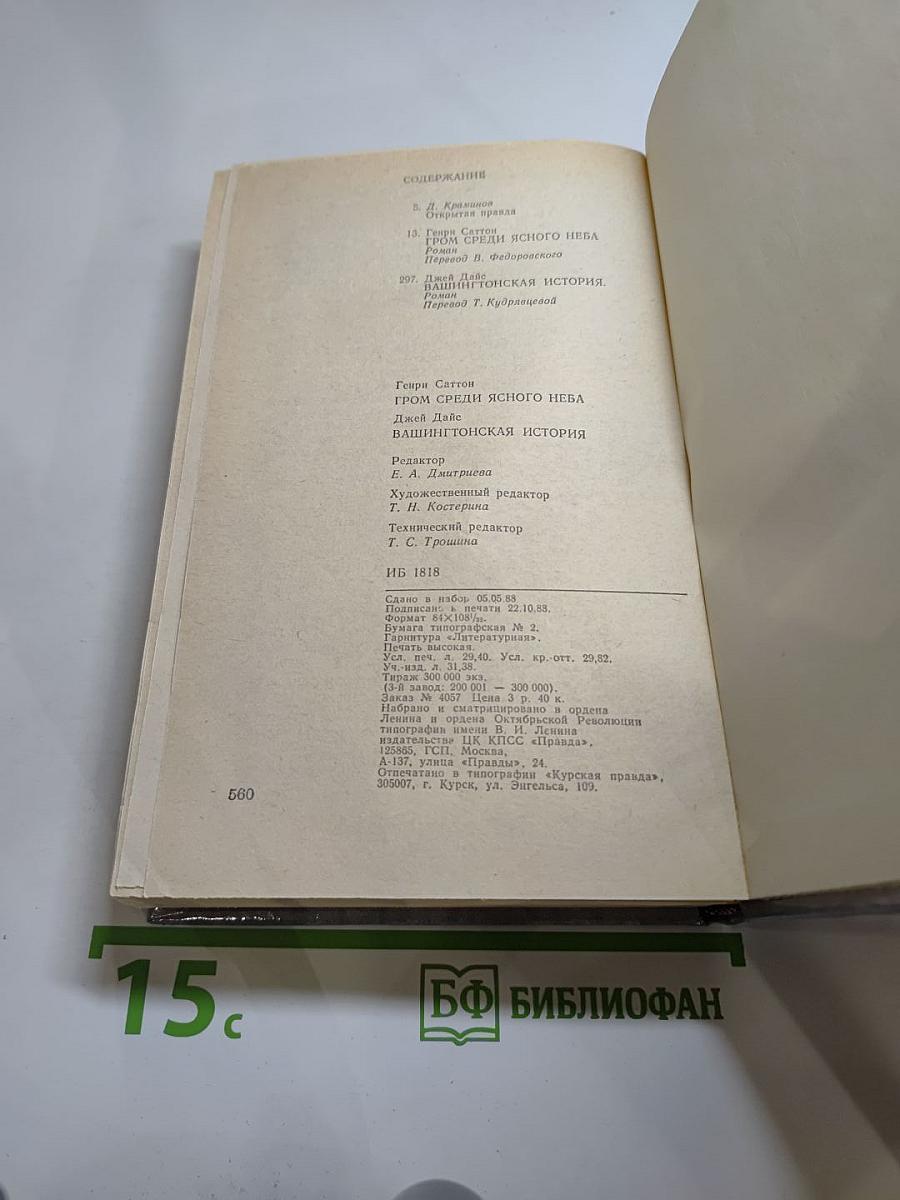 СОДЕРЖАНИЕ
5. Д. Краминов
Открытая правда
13. Генри Саттон
ГРОМ СРЕДИ ЯСНОГО НЕБА
Роман
Перевод В. Федоровского
297. Джей Дайс
ВАШИНГТОНСКАЯ ИСТОРИЯ.
Роман
Перевод Т. Кудрявцевой
Генри Саттон
ГРОМ СРЕДИ ЯСНОГО НЕБА
Джей Дайс
ВАШИНГТОНСКАЯ ИСТОРИЯ
Редактор
Е. А. Дмитриева
Художественный редактор
Т. Н. Костерина
Технический редактор
Т. С. Трошина
ИБ 1818
Сдано в набор 05.05.88
Подписано к печати 22.10.88.
Формат 84×108¹/₃₂.
Бумага типографская № 2.
Гарнитура «Литературная».
Печать высокая.
Усл. печ. л. 29,40. Усл. кр.-отт. 29,82.
Уч.-изд. л. 31,38.
Тираж 300 000 экз.
(3-й завод: 200 001 — 300 000).
Заказ № 4057 Цена 3 р. 40 к.
Набрано и сматрицировано в ордена
Ленина и ордена Октябрьской Революции
типографии имени В. И. Ленина
издательства ЦК КПСС «Правда»,
125865, ГСП, Москва,
А-137, улица «Правды», 24.
Отпечатано в типографии «Курская правда»,
305007, г. Курск, ул. Энгельса, 109.
560
15 с
БФ БИБЛИОФАН